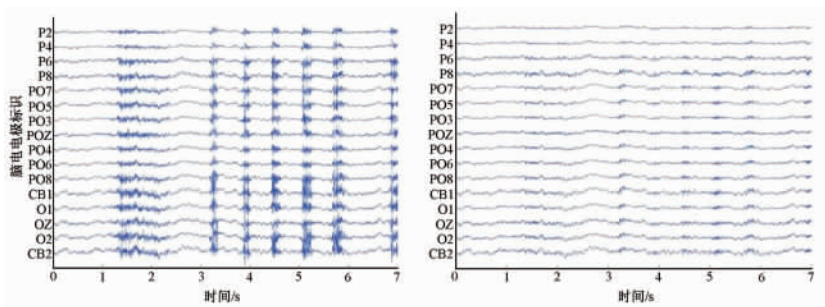 脑电电极标识
P2
P4
P6
P8
PO7
PO5
PO3
POZ
PO4
PO6
PO8
CB1
O1
OZ
O2
CB2
0 1 2 3 4 5 6 7
时间/s
P2
P4
P6
P8
PO7
PO5
PO3
POZ
PO4
PO6
PO8
CB1
O1
OZ
O2
CB2
0 1 2 3 4 5 6 7
时间/s